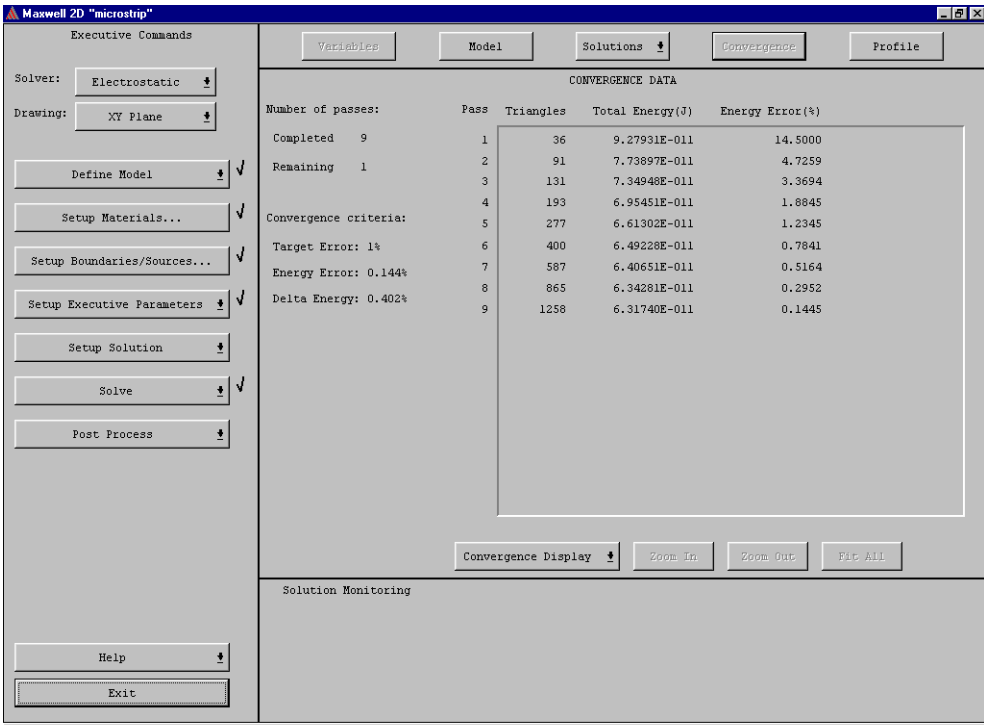 Maxwell 2D "microstrip"
Executive Commands
Solver: Electrostatic
Drawing: XY Plane
Define Model
Setup Materials...
Setup Boundaries/Sources...
Setup Executive Parameters
Setup Solution
Solve
Post Process
Help
Exit
Variables Model Solutions Convergence Profile
CONVERGENCE DATA
Number of passes:
Completed 9
Remaining 1
Convergence criteria:
Target Error: 1%
Energy Error: 0.144%
Delta Energy: 0.402%
Pass Triangles Total Energy(J) Energy Error(%)
1 36 9.27931E-011 14.5000
2 91 7.73897E-011 4.7259
3 131 7.34948E-011 3.3694
4 193 6.95451E-011 1.8845
5 277 6.61302E-011 1.2345
6 400 6.49228E-011 0.7841
7 587 6.40651E-011 0.5164
8 865 6.34281E-011 0.2952
9 1258 6.31740E-011 0.1445
Convergence Display Zoom In Zoom Out Fit All
Solution Monitoring